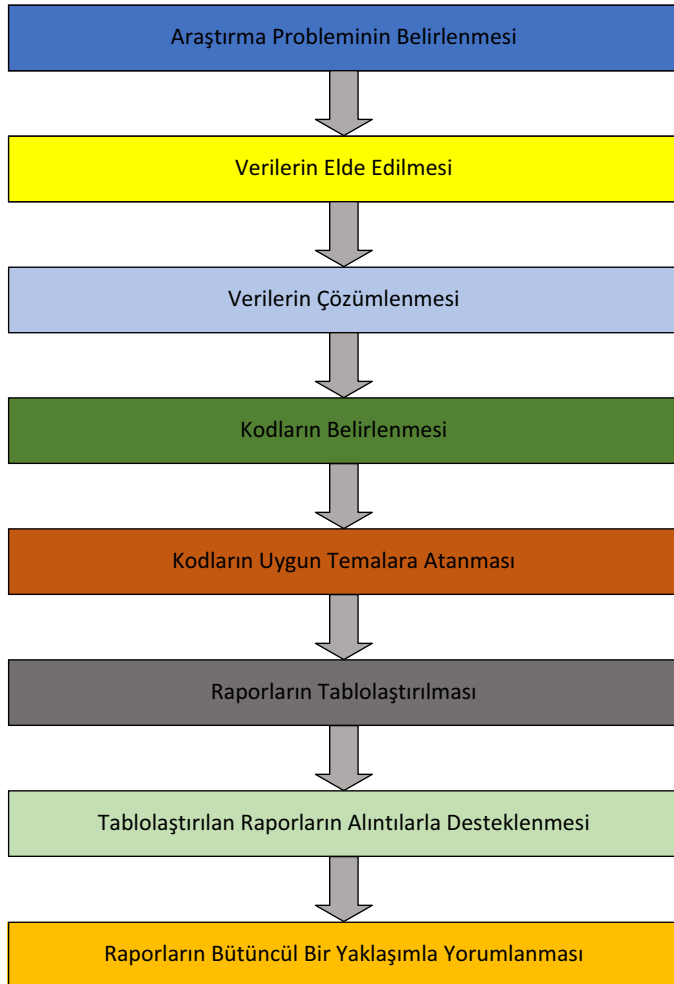 Araştırma Probleminin Belirlenmesi
Verilerin Elde Edilmesi
Verilerin Çözümlenmesi
Kodların Belirlenmesi
Kodların Uygun Temalara Atanması
Raporların Tablolaştırılması
Tablolaştırılan Raporların Alıntılarla Desteklenmesi
Raporların Bütüncül Bir Yaklaşımla Yorumlanması